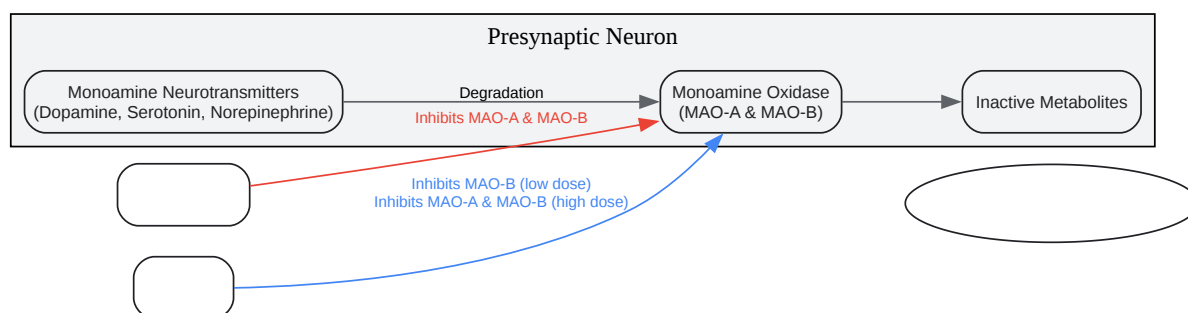 Presynaptic Neuron
Monoamine Neurotransmitters
(Dopamine, Serotonin, Norepinephrine)
Degradation
Inhibits MAO-A & MAO-B
Monoamine Oxidase
(MAO-A & MAO-B)
Inactive Metabolites
Inhibits MAO-B (low dose)
Inhibits MAO-A & MAO-B (high dose)